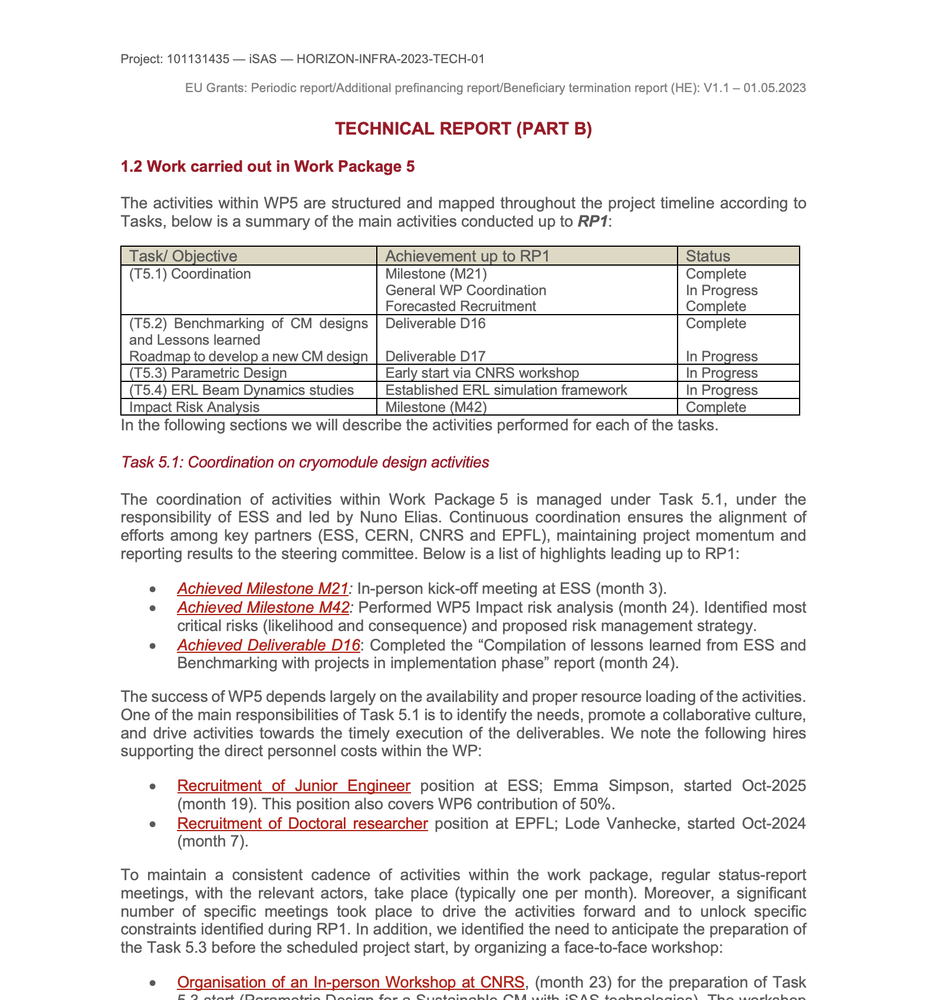 Project: 101131435 — iSAS — HORIZON-INFRA-2023-TECH-01
EU Grants: Periodic report/Additional prefinancing report/Beneficiary termination report (HE): V1.1 – 01.05.2023
TECHNICAL REPORT (PART B)
1.2 Work carried out in Work Package 5
The activities within WP5 are structured and mapped throughout the project timeline according to
Tasks, below is a summary of the main activities conducted up to RP1:
Task/ Objective Achievement up to RP1 Status
(T5.1) Coordination Milestone (M21) Complete
General WP Coordination In Progress
Forecasted Recruitment Complete
(T5.2) Benchmarking of CM designs Deliverable D16 Complete
and Lessons learned
Roadmap to develop a new CM design Deliverable D17 In Progress
(T5.3) Parametric Design Early start via CNRS workshop In Progress
(T5.4) ERL Beam Dynamics studies Established ERL simulation framework In Progress
Impact Risk Analysis Milestone (M42) Complete
In the following sections we will describe the activities performed for each of the tasks.
Task 5.1: Coordination on cryomodule design activities
The coordination of activities within Work Package 5 is managed under Task 5.1, under the
responsibility of ESS and led by Nuno Elias. Continuous coordination ensures the alignment of
efforts among key partners (ESS, CERN, CNRS and EPFL), maintaining project momentum and
reporting results to the steering committee. Below is a list of highlights leading up to RP1:
• Achieved Milestone M21: In-person kick-off meeting at ESS (month 3).
• Achieved Milestone M42: Performed WP5 Impact risk analysis (month 24). Identified most
critical risks (likelihood and consequence) and proposed risk management strategy.
• Achieved Deliverable D16: Completed the “Compilation of lessons learned from ESS and
Benchmarking with projects in implementation phase” report (month 24).
The success of WP5 depends largely on the availability and proper resource loading of the activities.
One of the main responsibilities of Task 5.1 is to identify the needs, promote a collaborative culture,
and drive activities towards the timely execution of the deliverables. We note the following hires
supporting the direct personnel costs within the WP:
• Recruitment of Junior Engineer position at ESS; Emma Simpson, started Oct-2025
(month 19). This position also covers WP6 contribution of 50%.
• Recruitment of Doctoral researcher position at EPFL; Lode Vanhecke, started Oct-2024
(month 7).
To maintain a consistent cadence of activities within the work package, regular status-report
meetings, with the relevant actors, take place (typically one per month). Moreover, a significant
number of specific meetings took place to drive the activities forward and to unlock specific
constraints identified during RP1. In addition, we identified the need to anticipate the preparation of
the Task 5.3 before the scheduled project start, by organizing a face-to-face workshop:
• Organisation of an In-person Workshop at CNRS, (month 23) for the preparation of Task
5.3 start (Parametric Design for a Sustainable CM with iSAS technologies). The workshop